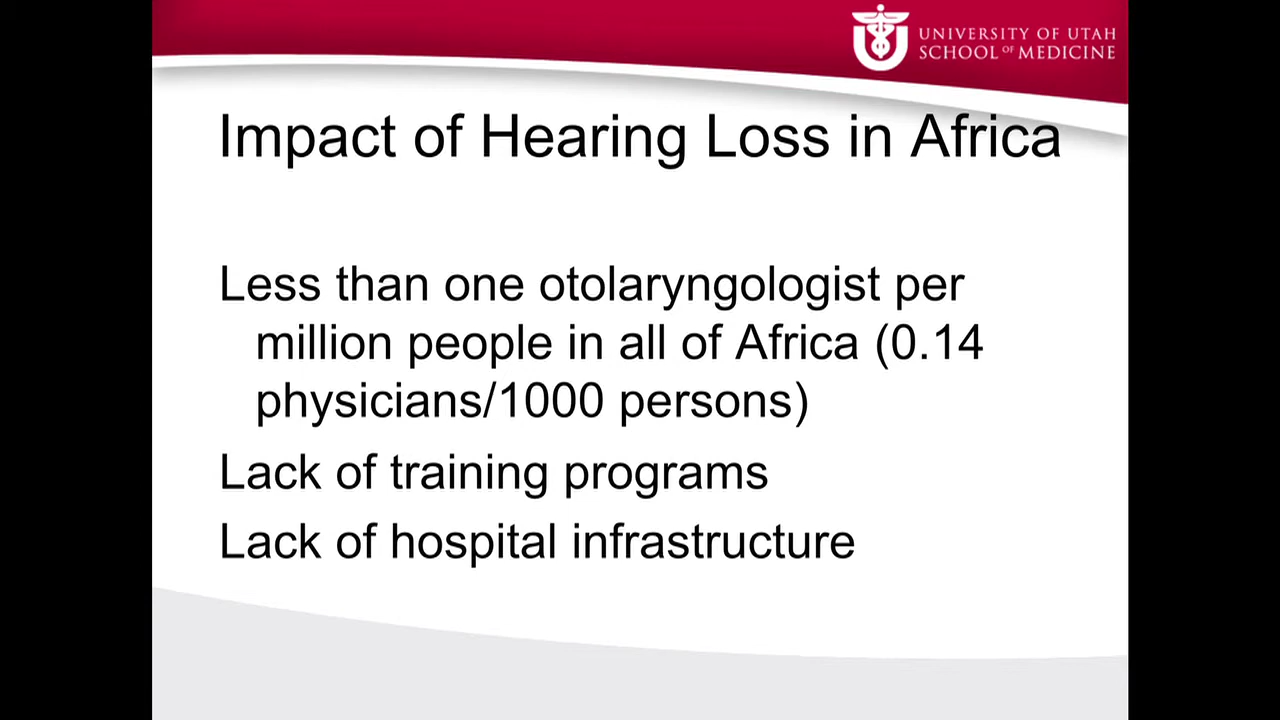 UNIVERSITY OF UTAH
SCHOOL OF MEDICINE
Impact of Hearing Loss in Africa
Less than one otolaryngologist per
million people in all of Africa (0.14
physicians/1000 persons)
Lack of training programs
Lack of hospital infrastructure